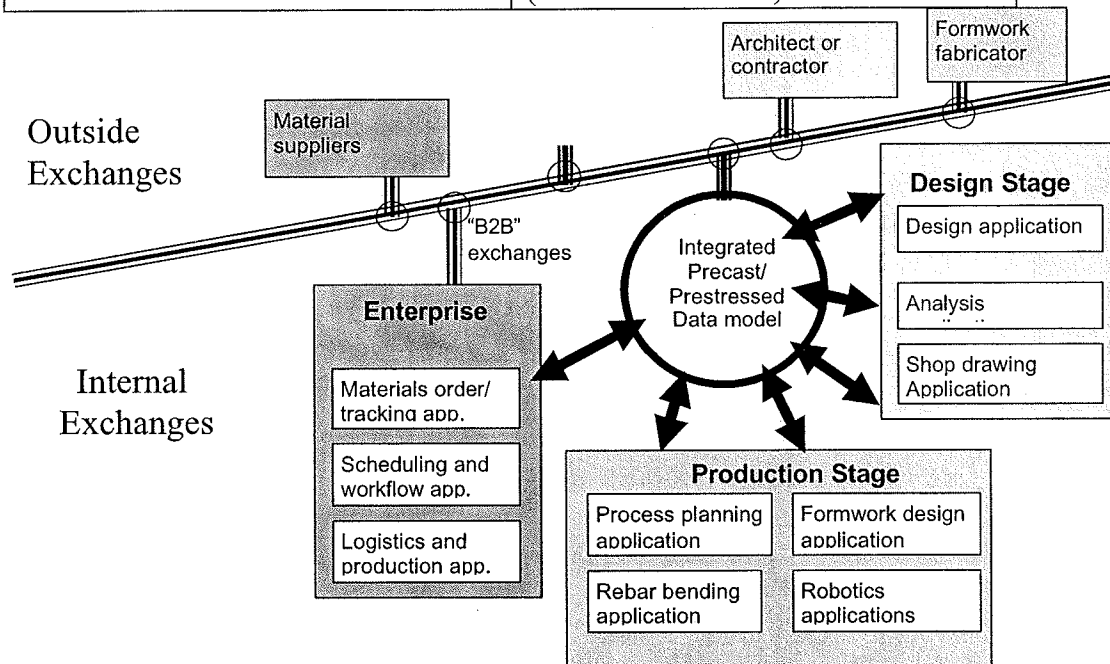 Architect or
contractor
Formwork
fabricator
Material
suppliers
Outside
Exchanges
"B2B"
exchanges
Integrated
Precast/
Prestressed
Data model
Design Stage
Design application
Analysis
Shop drawing
Application
Internal
Exchanges
Enterprise
Materials order/
tracking app.
Scheduling and
workflow app.
Logistics and
production app.
Production Stage
Process planning
application
Formwork design
application
Rebar bending
application
Robotics
applications